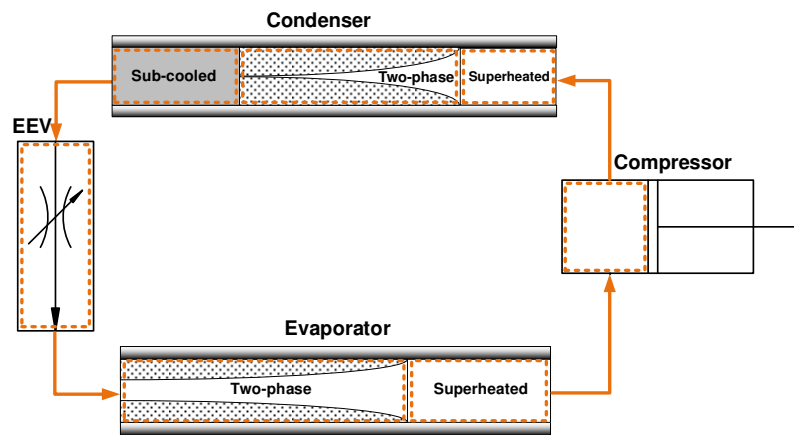 Condenser
Sub-cooled
Two-phase
Superheated
EEV
Compressor
Evaporator
Two-phase
Superheated